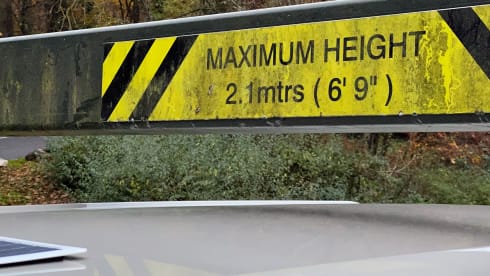 MAXIMUM HEIGHT
2.1mtrs ( 6' 9" )